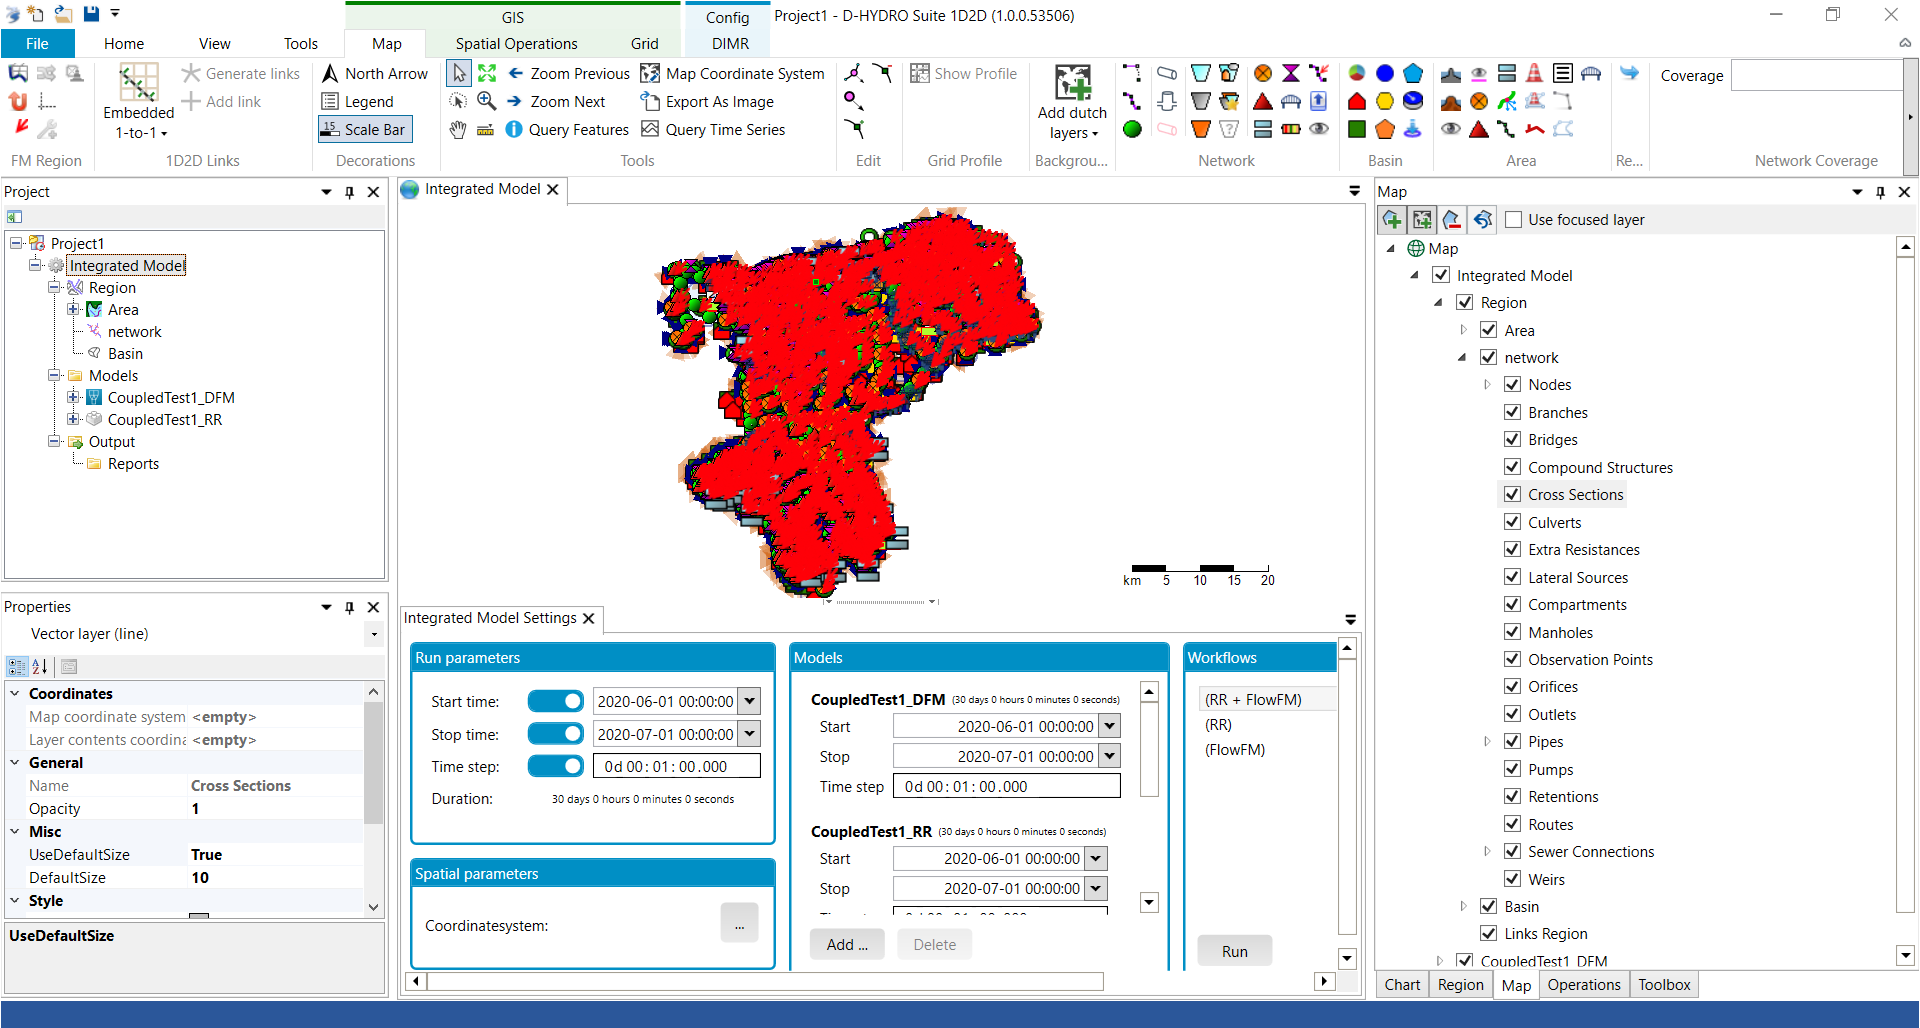 GIS
Config
Project1 - D-HYDRO Suite 1D2D (1.0.0.53506)
File
Home
View
Tools
Map
Spatial Operations
Grid
DIMR
Generate links
Add link
Embedded
1-to-1
North Arrow
Legend
Scale Bar
Zoom Previous
Zoom Next
Query Features
Map Coordinate System
Export As Image
Query Time Series
Show Profile
Add dutch
layers
Coverage
FM Region
1D2D Links
Decorations
Tools
Edit
Grid Profile
Backgrou...
Network
Basin
Area
Re...
Network Coverage
Project
Project1
Integrated Model
Region
Area
network
Basin
Models
CoupledTest1_DFM
CoupledTest1_RR
Output
Reports
Properties
Vector layer (line)
Coordinates
Map coordinate system <empty>
Layer contents coordina <empty>
General
Name Cross Sections
Opacity 1
Misc
UseDefaultSize True
DefaultSize 10
Style
UseDefaultSize
Integrated Model
km 5 10 15 20
Integrated Model Settings
Run parameters
Start time: 2020-06-01 00:00:00
Stop time: 2020-07-01 00:00:00
Time step: 0d 00:01:00.000
Duration: 30 days 0 hours 0 minutes 0 seconds
Spatial parameters
Coordinatesystem: ...
Models
CoupledTest1_DFM (30 days 0 hours 0 minutes 0 seconds)
Start 2020-06-01 00:00:00
Stop 2020-07-01 00:00:00
Time step 0d 00:01:00.000
CoupledTest1_RR (30 days 0 hours 0 minutes 0 seconds)
Start 2020-06-01 00:00:00
Stop 2020-07-01 00:00:00
Add ...
Delete
Workflows
(RR + FlowFM)
(RR)
(FlowFM)
Run
Map
Use focused layer
Map
Integrated Model
Region
Area
network
Nodes
Branches
Bridges
Compound Structures
Cross Sections
Culverts
Extra Resistances
Lateral Sources
Compartments
Manholes
Observation Points
Orifices
Outlets
Pipes
Pumps
Retentions
Routes
Sewer Connections
Weirs
Basin
Links Region
CoupledTest1_DFM
Chart
Region
Map
Operations
Toolbox